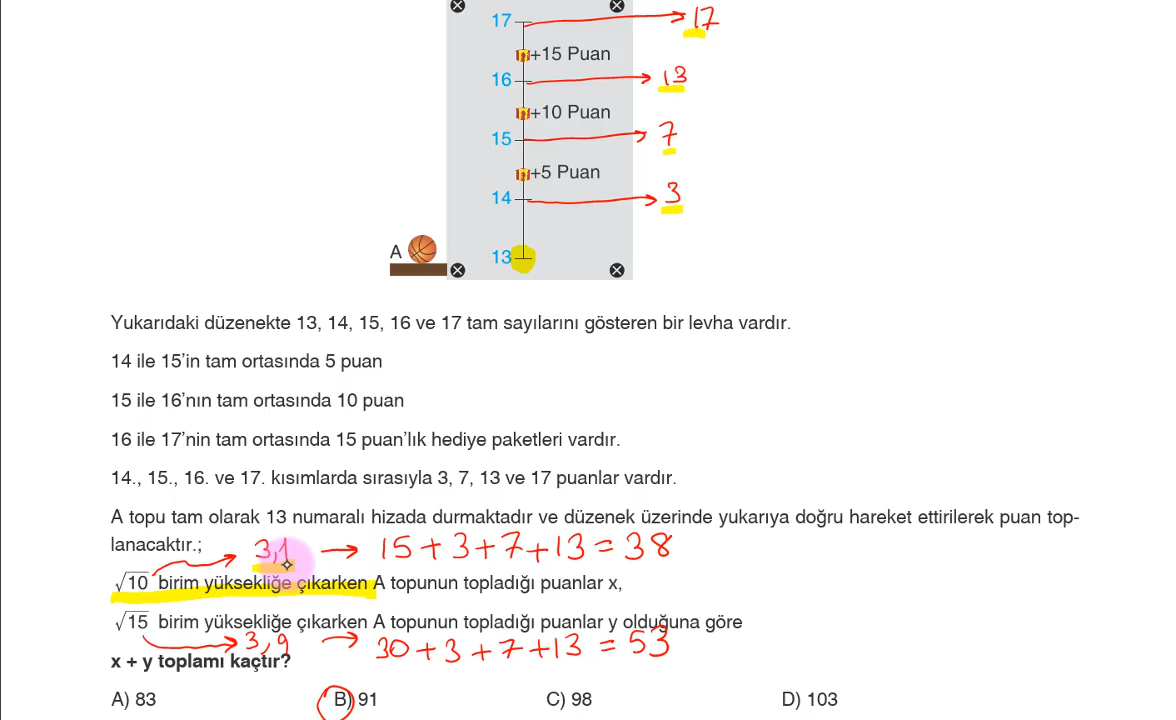 17 17
+15 Puan
16 13
+10 Puan
15 7
+5 Puan
14 3
A
13
Yukarıdaki düzenekte 13, 14, 15, 16 ve 17 tam sayılarını gösteren bir levha vardır.
14 ile 15’in tam ortasında 5 puan
15 ile 16’nın tam ortasında 10 puan
16 ile 17’nin tam ortasında 15 puan’lık hediye paketleri vardır.
14., 15., 16. ve 17. kısımlarda sırasıyla 3, 7, 13 ve 17 puanlar vardır.
A topu tam olarak 13 numaralı hizada durmaktadır ve düzenek üzerinde yukarıya doğru hareket ettirilerek puan top-
lanacaktır.; 3,1 → 15+3+7+13=38
√10 birim yüksekliğe çıkarken A topunun topladığı puanlar x,
√15 birim yüksekliğe çıkarken A topunun topladığı puanlar y olduğuna göre
3,9 → 30+3+7+13=53
x + y toplamı kaçtır?
A) 83 B) 91 C) 98 D) 103